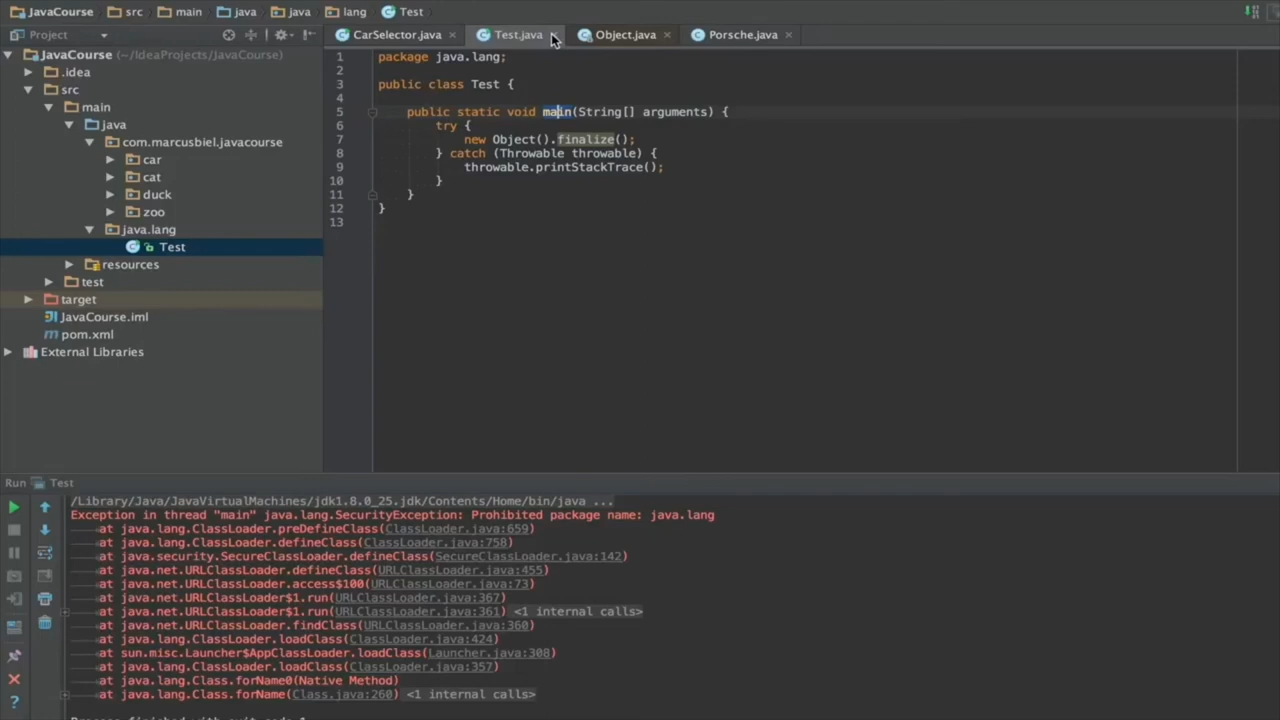 JavaCourse src main java java lang Test
Project
CarSelector.java Test.java Object.java Porsche.java
JavaCourse (~/IdeaProjects/JavaCourse)
.idea
src
main
java
com.marcusbiel.javacourse
car
cat
duck
zoo
java.lang
Test
resources
test
target
JavaCourse.iml
pom.xml
External Libraries
1 package java.lang;
2
3 public class Test {
4
5 public static void main(String[] arguments) {
6 try {
7 new Object().finalize();
8 } catch (Throwable throwable) {
9 throwable.printStackTrace();
10 }
11 }
12 }
13
Run Test
/Library/Java/JavaVirtualMachines/jdk1.8.0_25.jdk/Contents/Home/bin/java ...
Exception in thread "main" java.lang.SecurityException: Prohibited package name: java.lang
at java.lang.ClassLoader.preDefineClass(ClassLoader.java:659)
at java.lang.ClassLoader.defineClass(ClassLoader.java:758)
at java.security.SecureClassLoader.defineClass(SecureClassLoader.java:142)
at java.net.URLClassLoader.defineClass(URLClassLoader.java:455)
at java.net.URLClassLoader.access$100(URLClassLoader.java:73)
at java.net.URLClassLoader$1.run(URLClassLoader.java:367)
at java.net.URLClassLoader$1.run(URLClassLoader.java:361) <1 internal calls>
at java.net.URLClassLoader.findClass(URLClassLoader.java:360)
at java.lang.ClassLoader.loadClass(ClassLoader.java:424)
at sun.misc.Launcher$AppClassLoader.loadClass(Launcher.java:308)
at java.lang.ClassLoader.loadClass(ClassLoader.java:357)
at java.lang.Class.forName0(Native Method)
at java.lang.Class.forName(Class.java:260) <1 internal calls>
Process finished with exit code 1